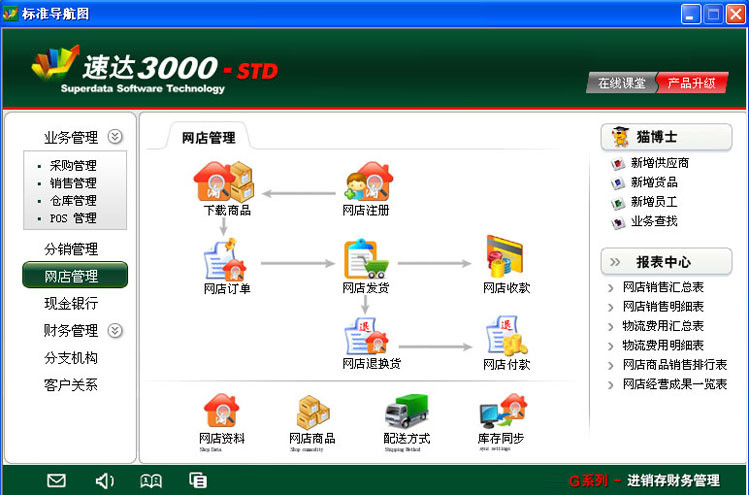 标准导航图
速达3000-STD
Superdata Software Technology
在线课堂
产品升级
业务管理
采购管理
销售管理
仓库管理
POS 管理
分销管理
网店管理
现金银行
财务管理
分支机构
客户关系
网店管理
下载商品
网店注册
网店订单
网店发货
网店收款
退
网店退换货
退
网店付款
网店资料
Shop Data
网店商品
Shop commodity
配送方式
Shipping Method
库存同步
sync settings
猫博士
新增供应商
新增货品
新增员工
业务查找
报表中心
网店销售汇总表
网店销售明细表
物流费用汇总表
物流费用明细表
网店商品销售排行表
网店经营成果一览表
G系列 - 进销存财务管理